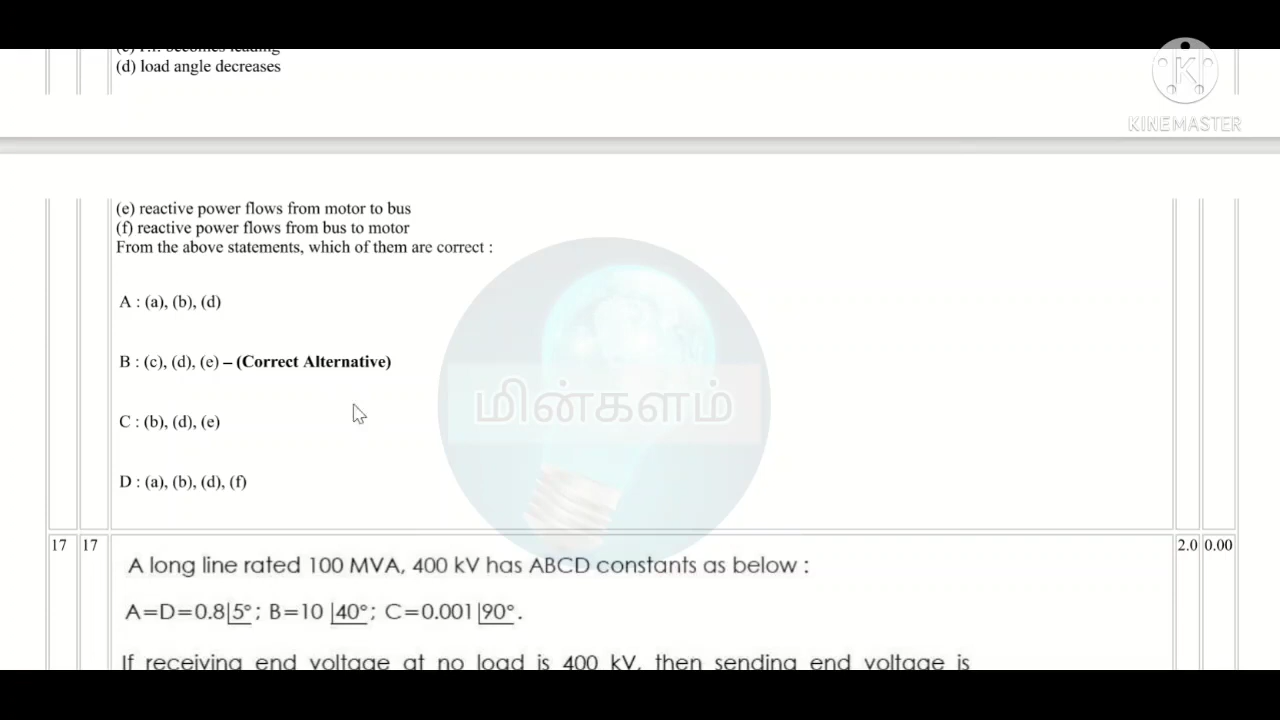 (c) P.f. becomes leading
(d) load angle decreases
KINEMASTER
(e) reactive power flows from motor to bus
(f) reactive power flows from bus to motor
From the above statements, which of them are correct :
A : (a), (b), (d)
B : (c), (d), (e) – (Correct Alternative)
மின்களம்
C : (b), (d), (e)
D : (a), (b), (d), (f)
17 17 2.0 0.00
A long line rated 100 MVA, 400 kV has ABCD constants as below :
A=D=0.8|5°; B=10 |40°; C=0.001 |90°.
If receiving end voltage at no load is 400 kV, then sending end voltage is